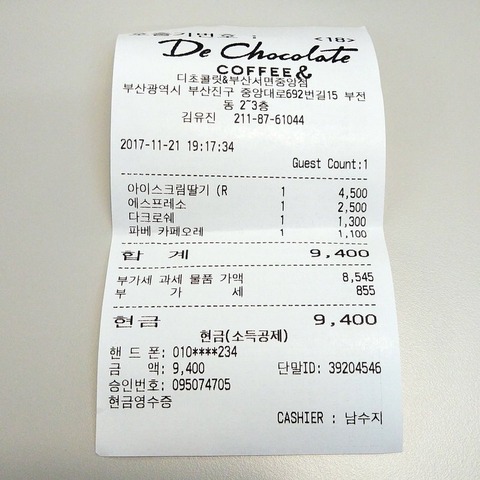 호출기번호 : <18>
De Chocolate
COFFEE &
디초콜릿&부산서면중앙점
부산광역시 부산진구 중앙대로692번길15 부전
동 2~3층
김유진 211-87-61044
2017-11-21 19:17:34
Guest Count:1
아이스크림딸기 (R 1 4,500
에스프레소 1 2,500
다크로쉐 1 1,300
파베 카페오레 1 1,100
합 계 9,400
부가세 과세 물품 가액 8,545
부 가 세 855
현금 9,400
현금(소득공제)
핸 드 폰: 010****234
금 액: 9,400 단말ID: 39204546
승인번호: 095074705
현금영수증
CASHIER : 남수지